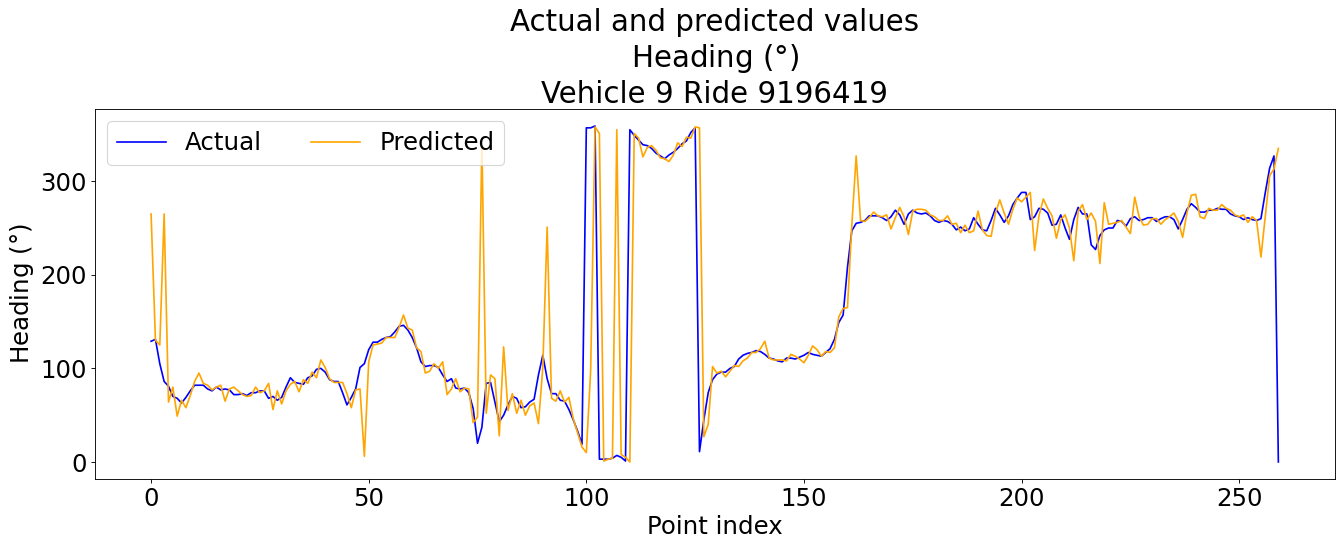 Actual and predicted values
Heading (°)
Vehicle 9 Ride 9196419
Actual
Predicted
Heading (°)
300
200
100
0
0
50
100
150
200
250
Point index